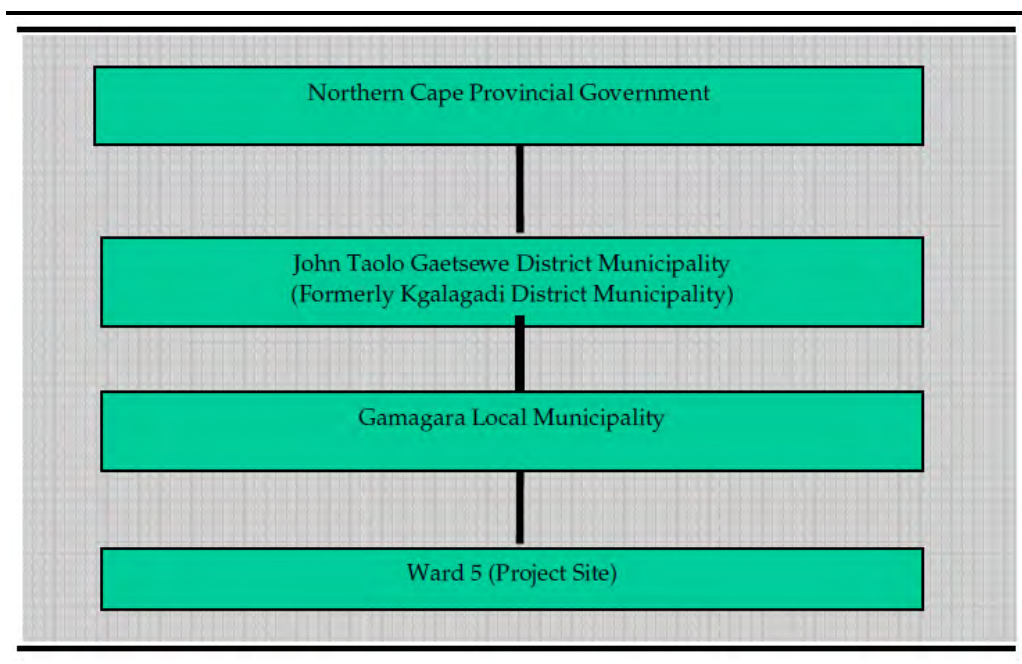 Northern Cape Provincial Government
John Taolo Gaetsewe District Municipality
(Formerly Kgalagadi District Municipality)
Gamagara Local Municipality
Ward 5 (Project Site)